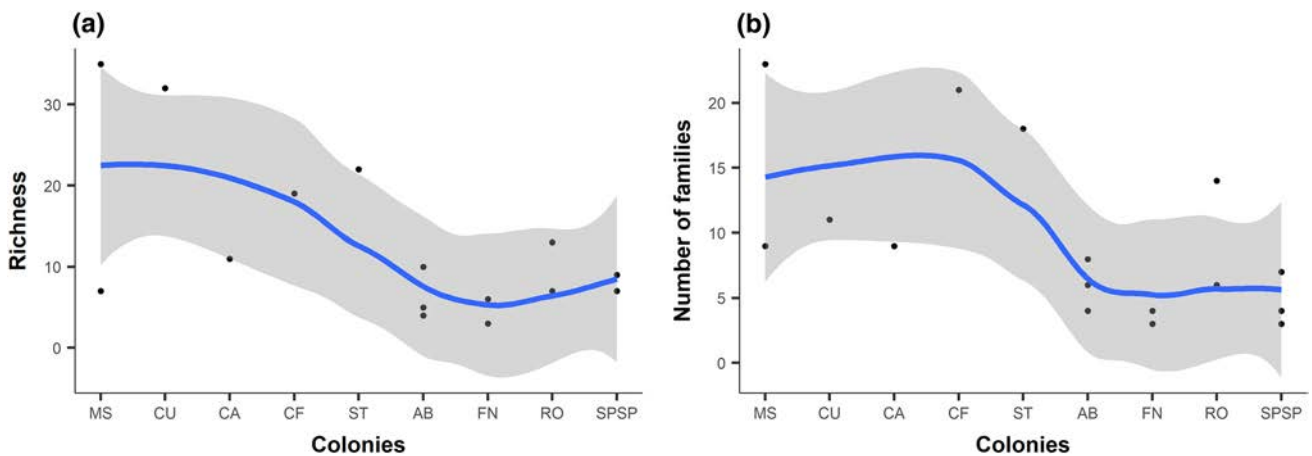 (a)
Richness
30
20
10
0
MS CU CA CF ST AB FN RO SPSP
Colonies
(b)
Number of families
20
15
10
5
0
MS CU CA CF ST AB FN RO SPSP
Colonies